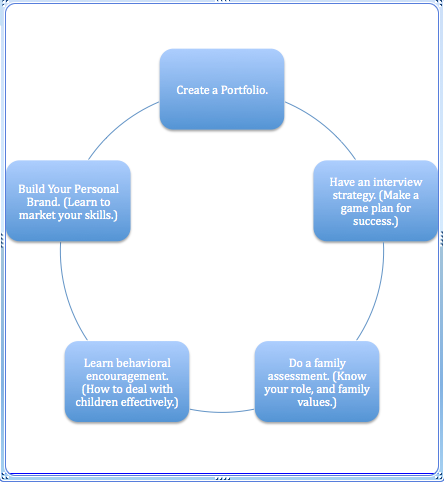 Create a Portfolio.
Have an interview
strategy. (Make a
game plan for
success.)
Do a family
assessment. (Know
your role, and family
values.)
Learn behavioral
encouragement.
(How to deal with
children effectively.)
Build Your Personal
Brand. (Learn to
market your skills.)